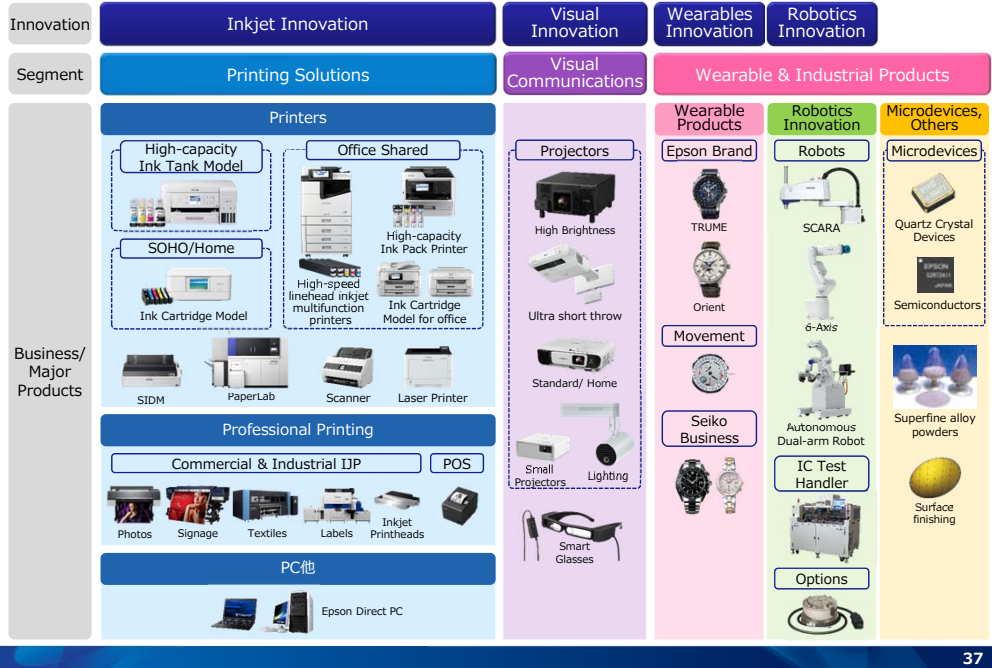 Innovation
Inkjet Innovation
Visual
Innovation
Wearables
Innovation
Robotics
Innovation
Segment
Printing Solutions
Visual
Communications
Wearable & Industrial Products
Business/
Major
Products
Printers
High-capacity
Ink Tank Model
Office Shared
High-capacity
Ink Pack Printer
SOHO/Home
Ink Cartridge Model
High-speed
linehead inkjet
multifunction
printers
Ink Cartridge
Model for office
SIDM
PaperLab
Scanner
Laser Printer
Professional Printing
Commercial & Industrial IJP
POS
Photos
Signage
Textiles
Labels
Inkjet
Printheads
PC他
Epson Direct PC
Projectors
High Brightness
Ultra short throw
Standard/ Home
Small
Projectors
Lighting
Smart
Glasses
Wearable
Products
Epson Brand
TRUME
Orient
Movement
Seiko
Business
Robotics
Innovation
Robots
SCARA
6-Axis
Autonomous
Dual-arm Robot
IC Test
Handler
Options
Microdevices,
Others
Microdevices
Quartz Crystal
Devices
EPSON
Semiconductors
Superfine alloy
powders
Surface
finishing
37